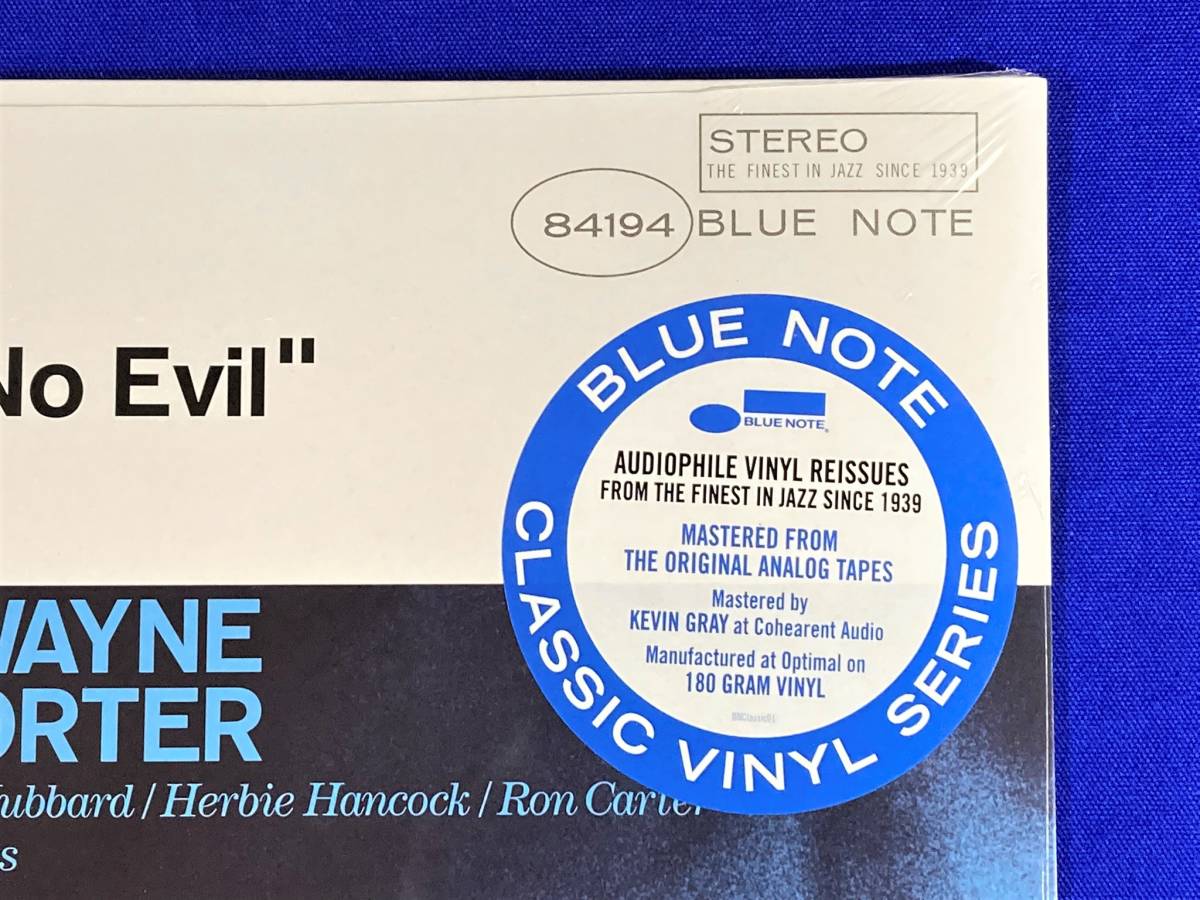 STEREO
THE FINEST IN JAZZ SINCE 1939
84194 BLUE NOTE
No Evil"
BLUE NOTE
BLUE NOTE
AUDIOPHILE VINYL REISSUES
FROM THE FINEST IN JAZZ SINCE 1939
MASTERED FROM
THE ORIGINAL ANALOG TAPES
Mastered by
KEVIN GRAY at Cohearent Audio
Manufactured at Optimal on
180 GRAM VINYL
CLASSIC VINYL SERIES
WAYNE
ORTER
ubbard / Herbie Hancock / Ron Carter
s